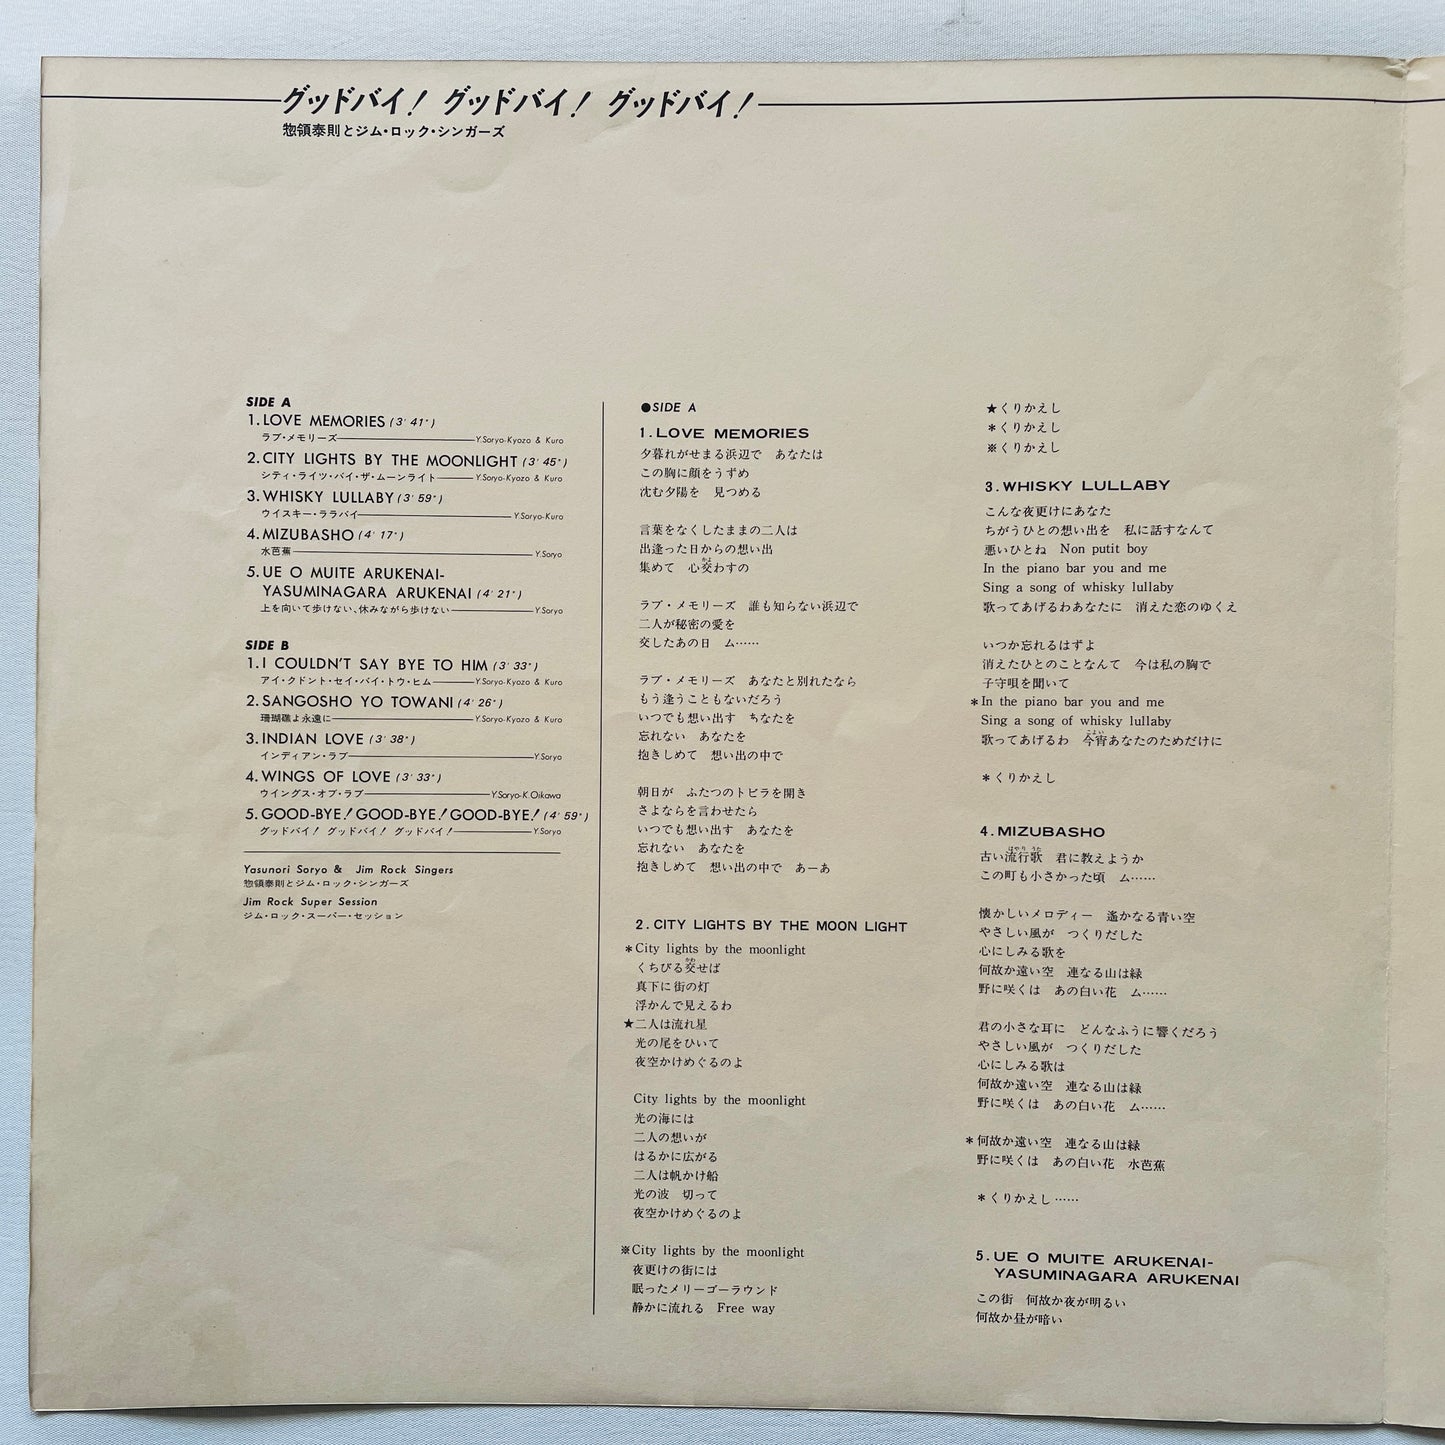 グッドバイ! グッドバイ! グッドバイ!
惣領泰則とジム・ロック・シンガーズ
SIDE A
1.LOVE MEMORIES(3' 41")
ラブ・メモリーズ Y.Soryo-Kyozo & Kuro
2.CITY LIGHTS BY THE MOONLIGHT(3' 45")
シティ・ライツ・バイ・ザ・ムーンライト Y.Soryo-Kyozo & Kuro
3.WHISKY LULLABY(3' 59")
ウイスキー・ララバイ Y.Soryo-Kuro
4.MIZUBASHO(4' 17")
水芭蕉 Y.Soryo
5.UE O MUITE ARUKENAI-
YASUMINAGARA ARUKENAI(4' 21")
上を向いて歩けない、休みながら歩けない Y.Soryo
SIDE B
1.I COULDN'T SAY BYE TO HIM(3' 33")
アイ・クドント・セイ・バイ・トウ・ヒム Y.Soryo-Kyozo & Kuro
2.SANGOSHO YO TOWANI(4' 26")
珊瑚礁よ永遠に Y.Soryo-Kyozo & Kuro
3.INDIAN LOVE(3' 38")
インディアン・ラブ Y.Soryo
4.WINGS OF LOVE(3' 33")
ウイングス・オブ・ラブ Y.Soryo-K.Oikawa
5.GOOD-BYE! GOOD-BYE! GOOD-BYE!(4' 59")
グッドバイ! グッドバイ! グッドバイ! Y.Soryo
Yasunori Soryo & Jim Rock Singers
惣領泰則とジム・ロック・シンガーズ
Jim Rock Super Session
ジム・ロック・スーパー・セッション
●SIDE A
1.LOVE MEMORIES
夕暮れがせまる浜辺で あなたは
この胸に顔をうずめ
沈む夕陽を 見つめる
言葉をなくしたままの二人は
出逢った日からの想い出
集めて 心交わすの
ラブ・メモリーズ 誰も知らない浜辺で
二人が秘密の愛を
交したあの日 ム……
ラブ・メモリーズ あなたと別れたなら
もう逢うこともないだろう
いつでも想い出す ちなたを
忘れない あなたを
抱きしめて 想い出の中で
朝日が ふたつのトビラを開き
さよならを言わせたら
いつでも想い出す あなたを
忘れない あなたを
抱きしめて 想い出の中で あーあ
2.CITY LIGHTS BY THE MOON LIGHT
*City lights by the moonlight
くちびる交せば
真下に街の灯
浮かんで見えるわ
★二人は流れ星
光の尾をひいて
夜空かけめぐるのよ
City lights by the moonlight
光の海には
二人の想いが
はるかに広がる
二人は帆かけ船
光の波 切って
夜空かけめぐるのよ
※City lights by the moonlight
夜更けの街には
眠ったメリーゴーラウンド
静かに流れる Free way
★くりかえし
*くりかえし
※くりかえし
3.WHISKY LULLABY
こんな夜更けにあなた
ちがうひとの想い出を 私に話すなんて
悪いひとね Non putit boy
In the piano bar you and me
Sing a song of whisky lullaby
歌ってあげるわあなたに 消えた恋のゆくえ
いつか忘れるはずよ
消えたひとのことなんて 今は私の胸で
子守唄を聞いて
*In the piano bar you and me
Sing a song of whisky lullaby
歌ってあげるわ 今宵あなたのためだけに
*くりかえし
4.MIZUBASHO
古い流行歌 君に教えようか
この町も小さかった頃 ム……
懐かしいメロディー 遙かなる青い空
やさしい風が つくりだした
心にしみる歌を
何故か遠い空 連なる山は緑
野に咲くは あの白い花 ム……
君の小さな耳に どんなふうに響くだろう
やさしい風が つくりだした
心にしみる歌は
何故か遠い空 連なる山は緑
野に咲くは あの白い花 ム……
*何故か遠い空 連なる山は緑
野に咲くは あの白い花 水芭蕉
*くりかえし……
5.UE O MUITE ARUKENAI-
YASUMINAGARA ARUKENAI
この街 何故か夜が明るい
何故か昼が暗い